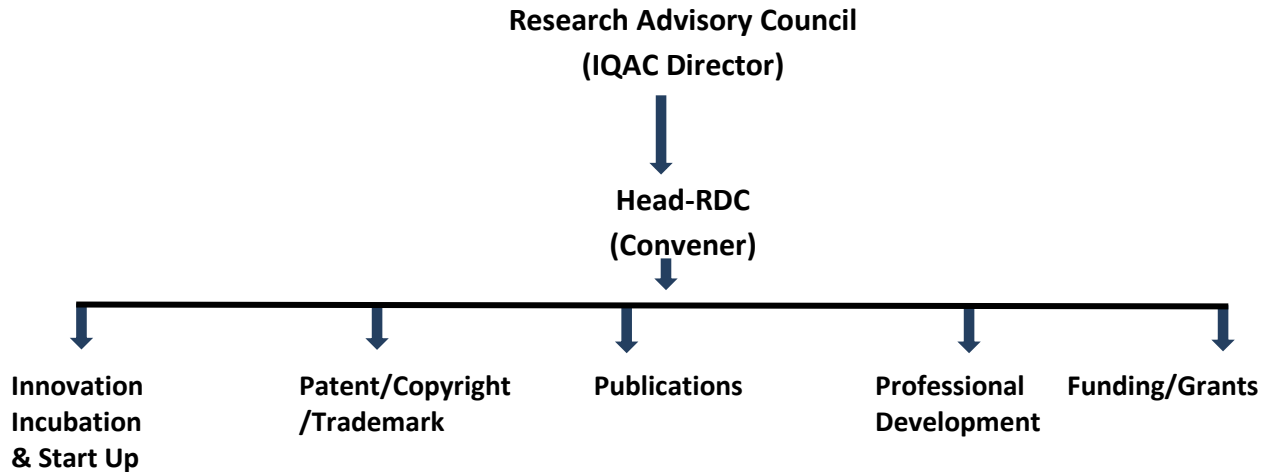 Research Advisory Council
(IQAC Director)
Head-RDC
(Convener)
Innovation
Incubation
& Start Up
Patent/Copyright
/Trademark
Publications
Professional
Development
Funding/Grants